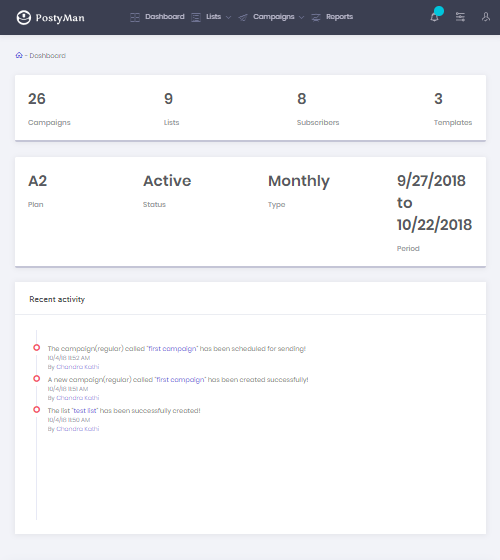 PostyMan Dashboard Lists Campaigns Reports
- Dashboard
26 9 8 3
Campaigns Lists Subscribers Templates
A2 Active Monthly 9/27/2018
to
10/22/2018
Plan Status Type
Period
Recent activity
The campaign(regular) called "first campaign" has been scheduled for sending!
10/4/18 11:52 AM
By Chandra Kathi
A new campaign(regular) called "first campaign" has been created successfully!
10/4/18 11:51 AM
By Chandra Kathi
The list "test list" has been successfully created!
10/4/18 11:50 AM
By Chandra Kathi